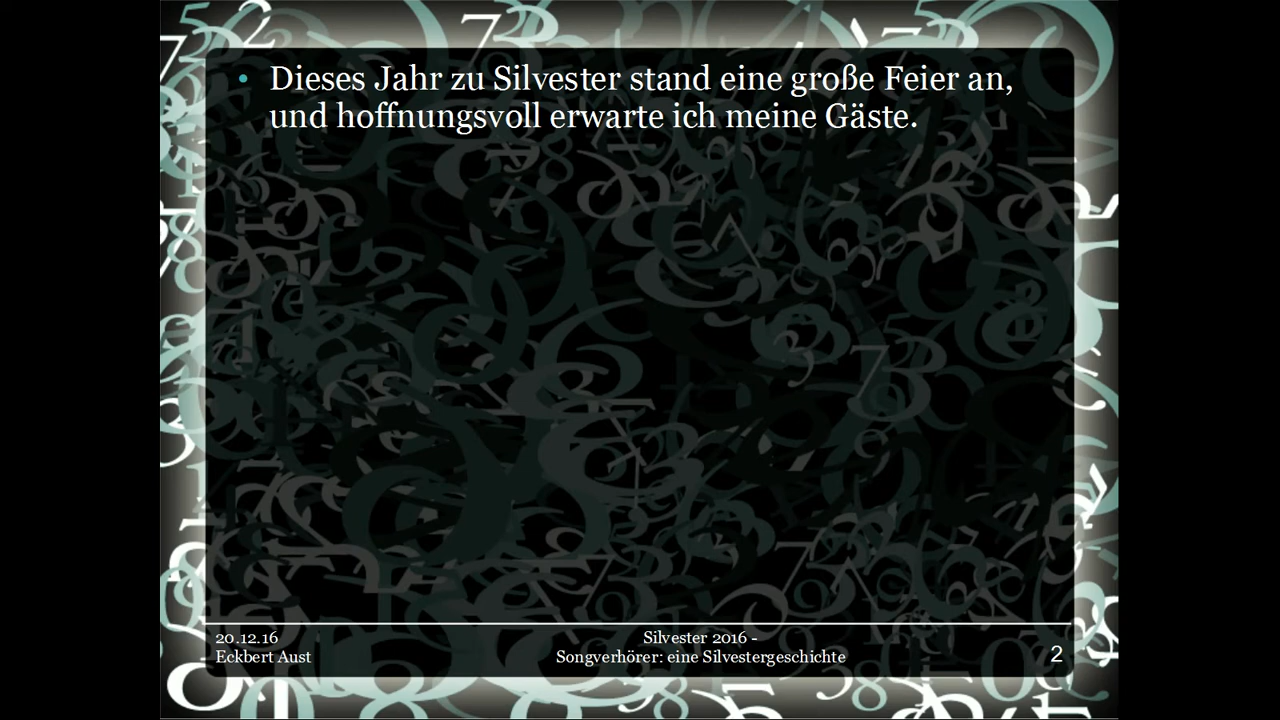 • Dieses Jahr zu Silvester stand eine große Feier an,
und hoffnungsvoll erwarte ich meine Gäste.
20.12.16
Eckbert Aust
Silvester 2016 -
Songverhörer: eine Silvestergeschichte
2